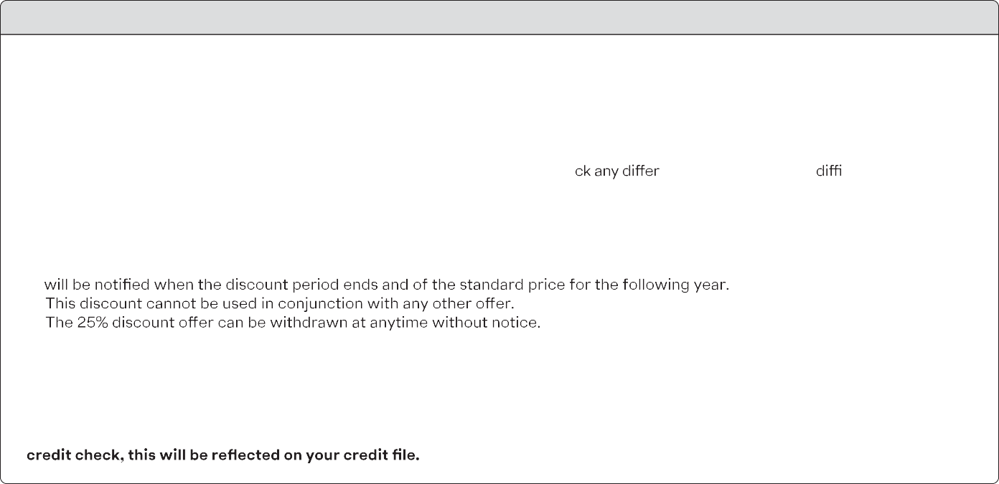 ck any differ diffi
will be notified when the discount period ends and of the standard price for the following year.
This discount cannot be used in conjunction with any other offer.
The 25% discount offer can be withdrawn at anytime without notice.
credit check, this will be reflected on your credit file.